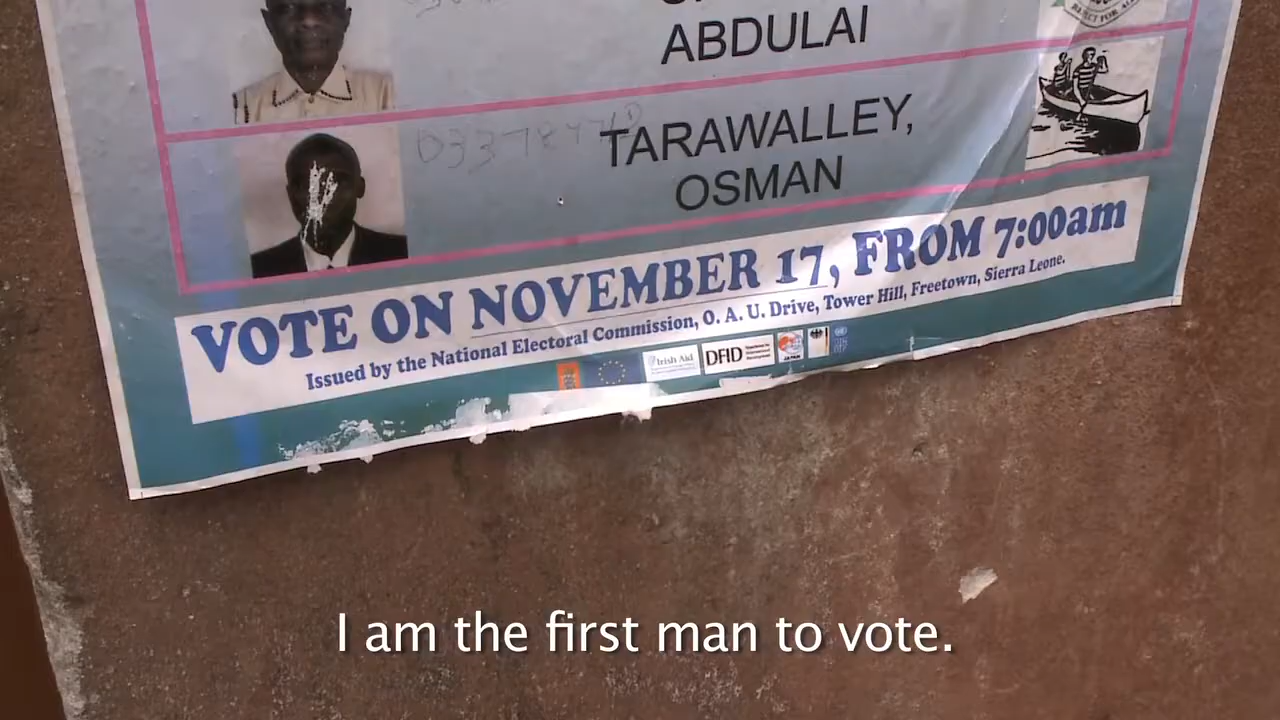 ABDULAI
TARAWALLEY,
OSMAN
VOTE ON NOVEMBER 17, FROM 7:00am
Issued by the National Electoral Commission, O. A. U. Drive, Tower Hill, Freetown, Sierra Leone.
Irish Aid
DFID
JAPAN
I am the first man to vote.